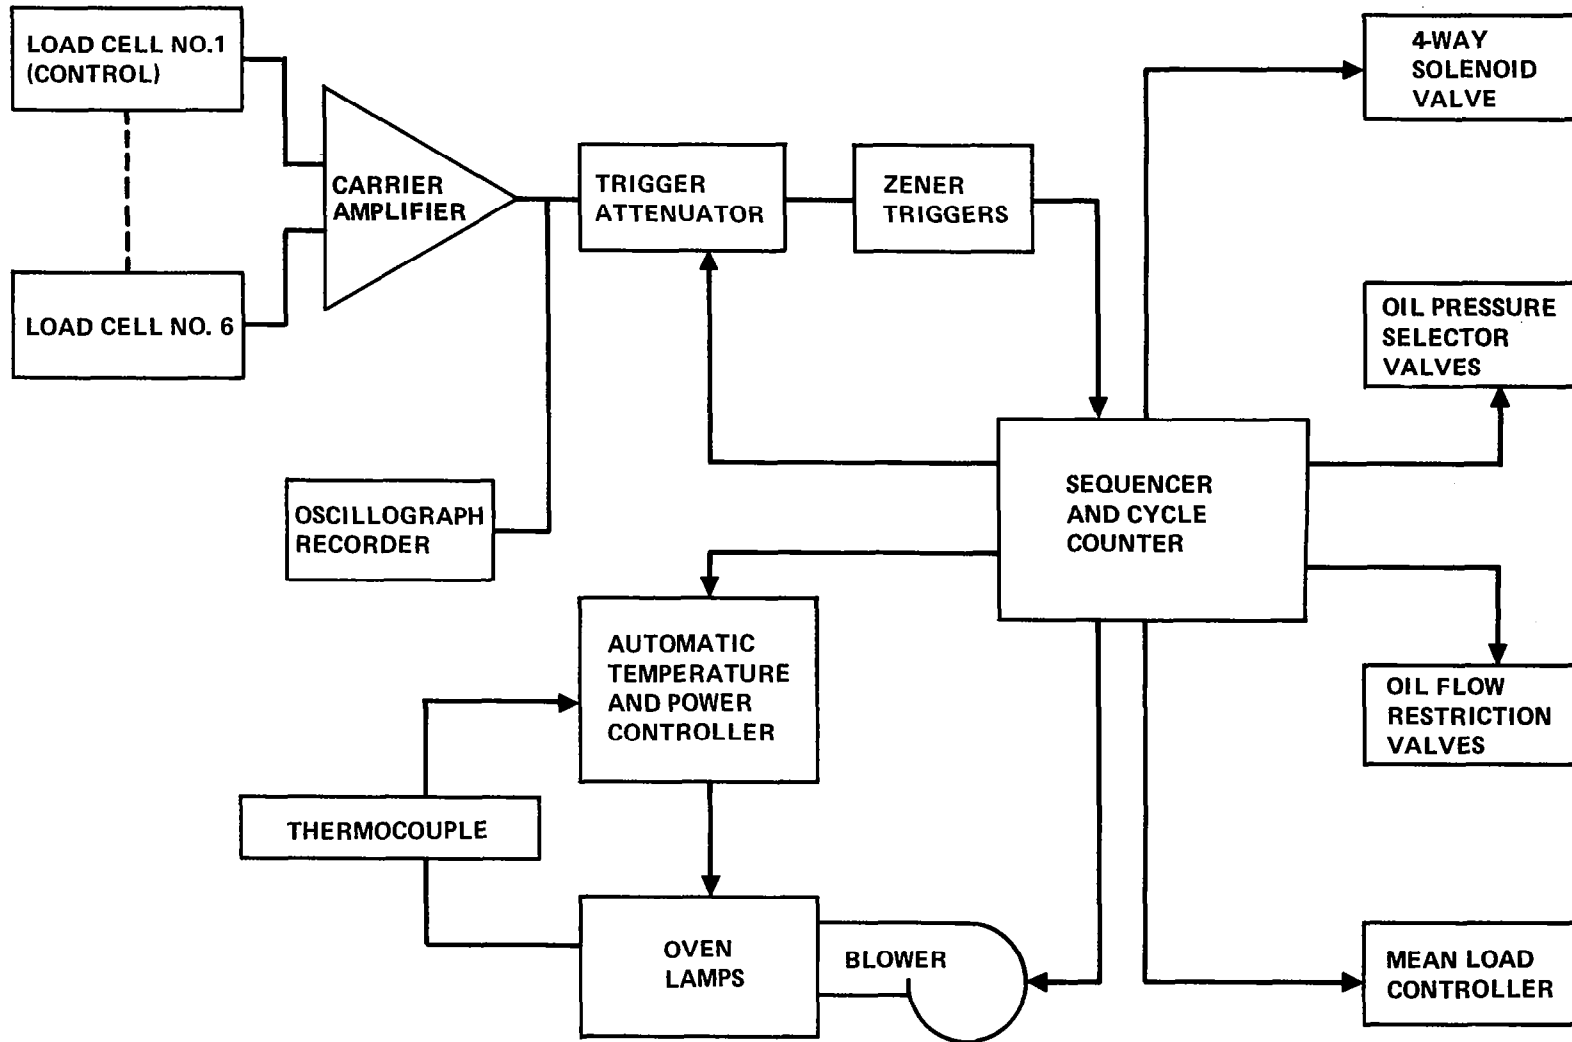 LOAD CELL NO.1
(CONTROL)
4-WAY
SOLENOID
VALVE
CARRIER
AMPLIFIER
TRIGGER
ATTENUATOR
ZENER
TRIGGERS
LOAD CELL NO. 6
OIL PRESSURE
SELECTOR
VALVES
OSCILLOGRAPH
RECORDER
SEQUENCER
AND CYCLE
COUNTER
AUTOMATIC
TEMPERATURE
AND POWER
CONTROLLER
OIL FLOW
RESTRICTION
VALVES
THERMOCOUPLE
OVEN
LAMPS
BLOWER
MEAN LOAD
CONTROLLER